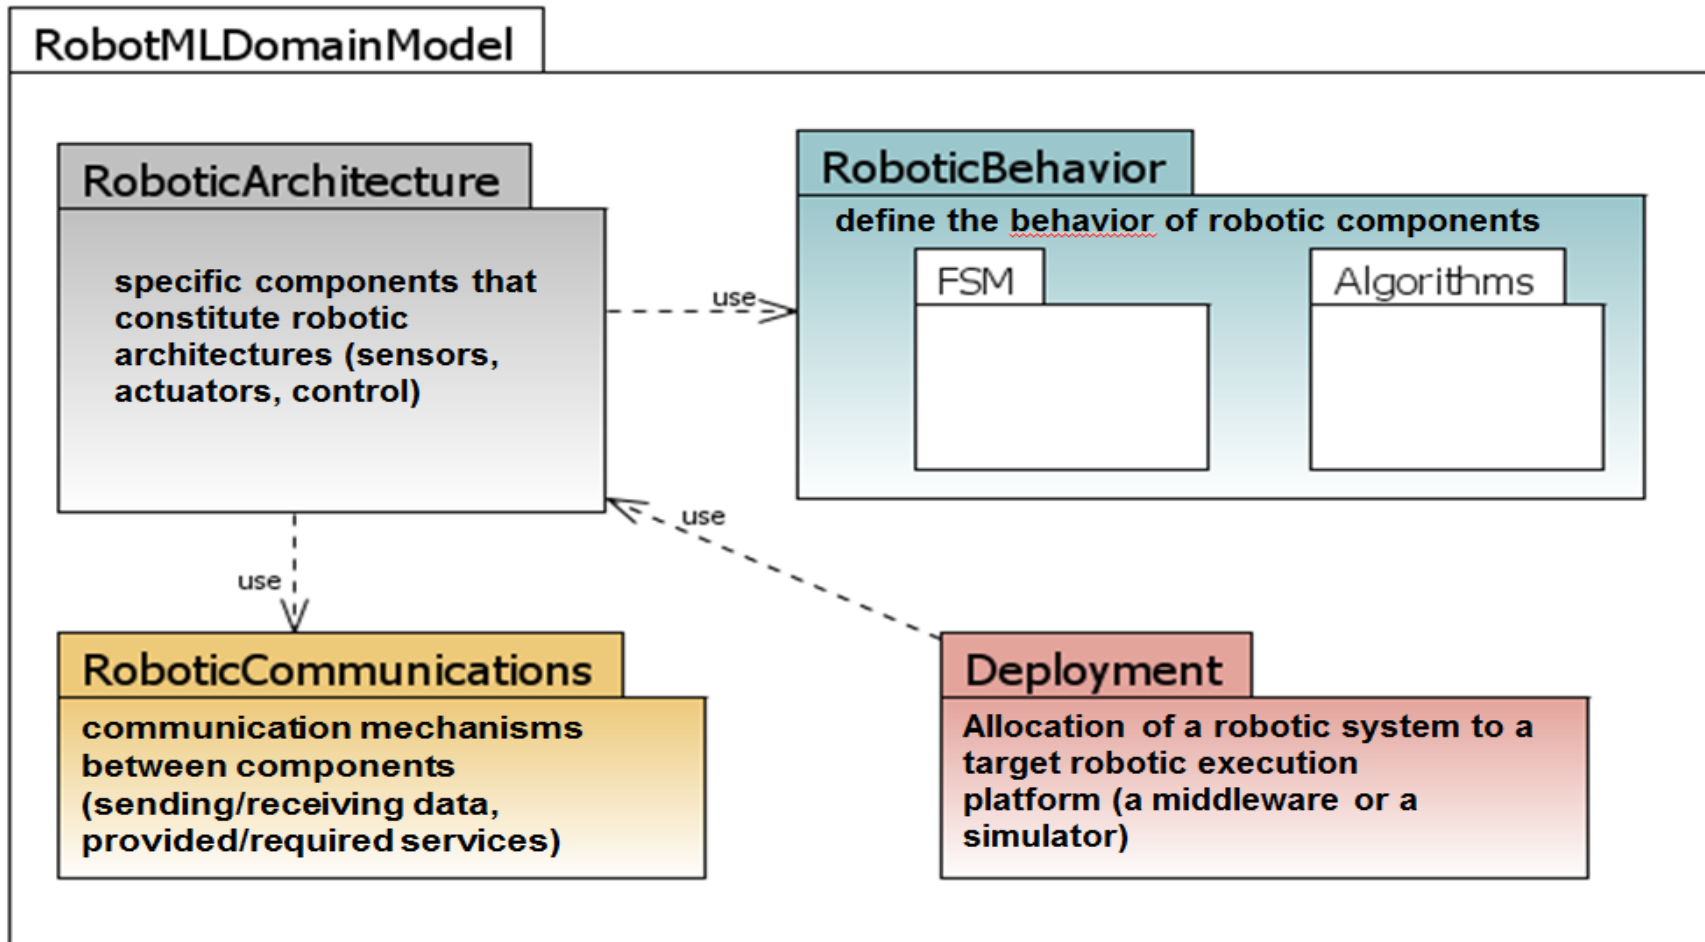 RobotMLDomainModel
RoboticArchitecture
specific components that
constitute robotic
architectures (sensors,
actuators, control)
use
RoboticBehavior
define the behavior of robotic components
FSM
Algorithms
use
use
RoboticCommunications
communication mechanisms
between components
(sending/receiving data,
provided/required services)
Deployment
Allocation of a robotic system to a
target robotic execution
platform (a middleware or a
simulator)